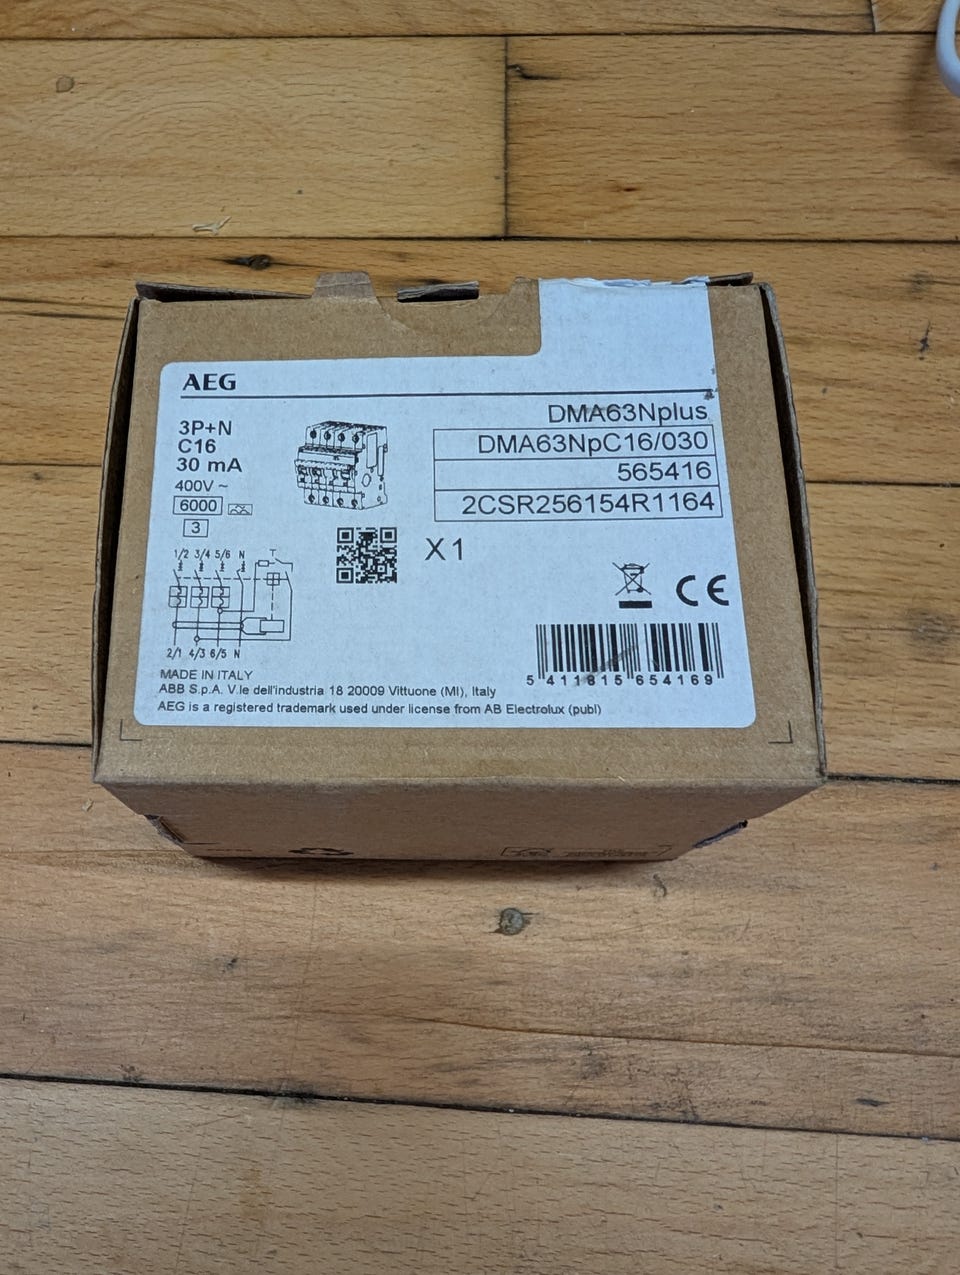 AEG
DMA63Nplus
3P+N
C16
30 mA
400V ~
6000
3
DMA63NpC16/030
565416
2CSR256154R1164
X 1
1/2 3/4 5/6 N
T
2/1 4/3 6/5 N
CE
5 411815 654169
MADE IN ITALY
ABB S.p.A. V.le dell'industria 18 20009 Vittuone (MI), Italy
AEG is a registered trademark used under license from AB Electrolux (publ)